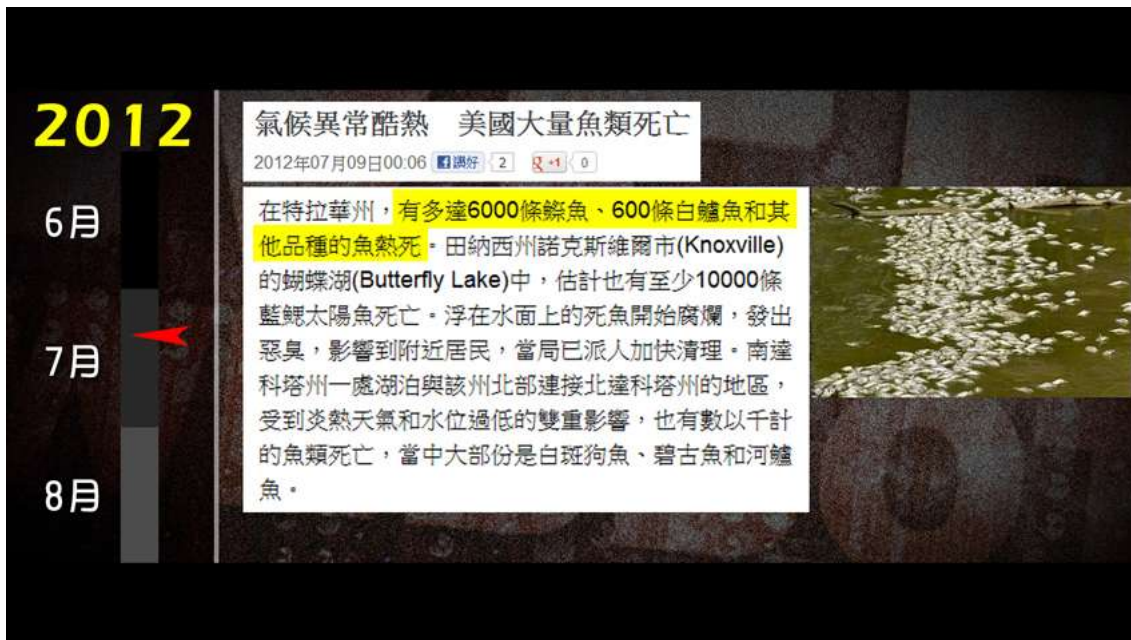 2012
6月
7月
8月
氣候異常酷熱 美國大量魚類死亡
2012年07月09日00:06 讚好 2 +1 0
在特拉華州，有多達6000條鰶魚、600條白鱸魚和其
他品種的魚熱死。田納西州諾克斯維爾市(Knoxville)
的蝴蝶湖(Butterfly Lake)中，估計也有至少10000條
藍鰓太陽魚死亡。浮在水面上的死魚開始腐爛，發出
惡臭，影響到附近居民，當局已派人加快清理。南達
科塔州一處湖泊與該州北部連接北達科塔州的地區，
受到炎熱天氣和水位過低的雙重影響，也有數以千計
的魚類死亡，當中大部份是白斑狗魚、碧古魚和河鱸
魚。